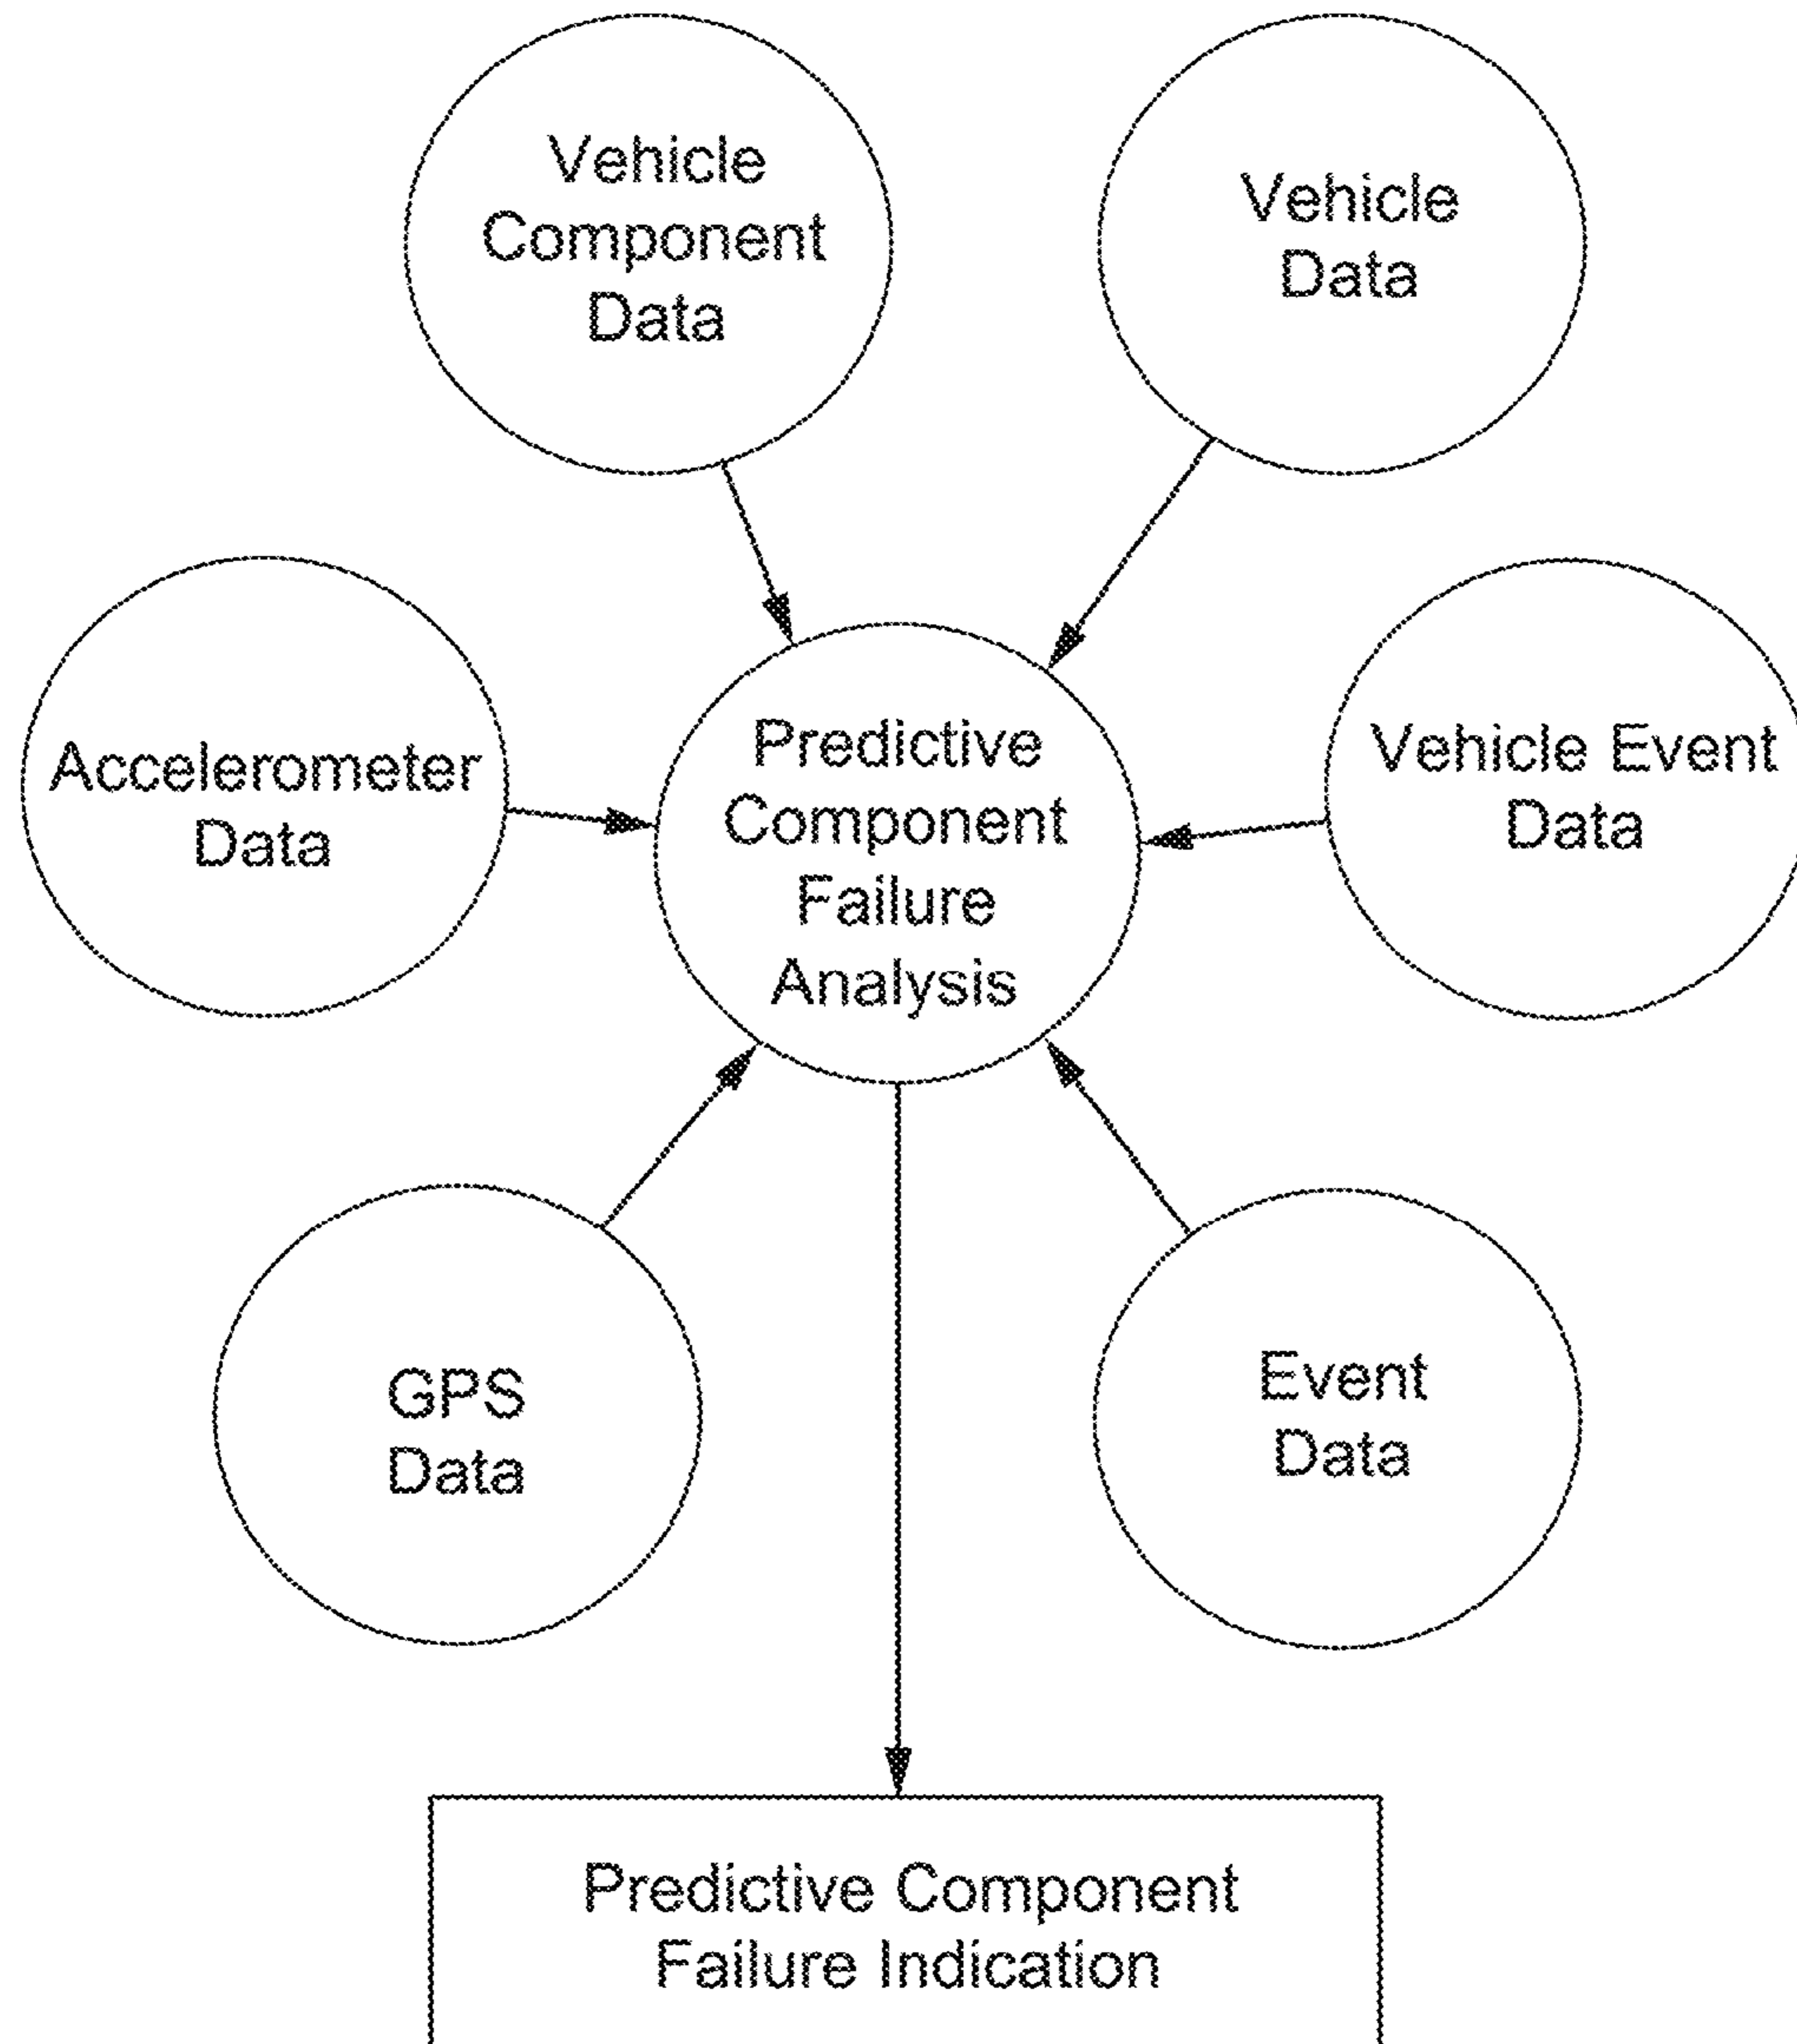 Vehicle
Component
Data
Vehicle
Data
Accelerometer
Data
Predictive
Component
Failure
Analysis
Vehicle Event
Data
GPS
Data
Event
Data
Predictive Component
Failure Indication